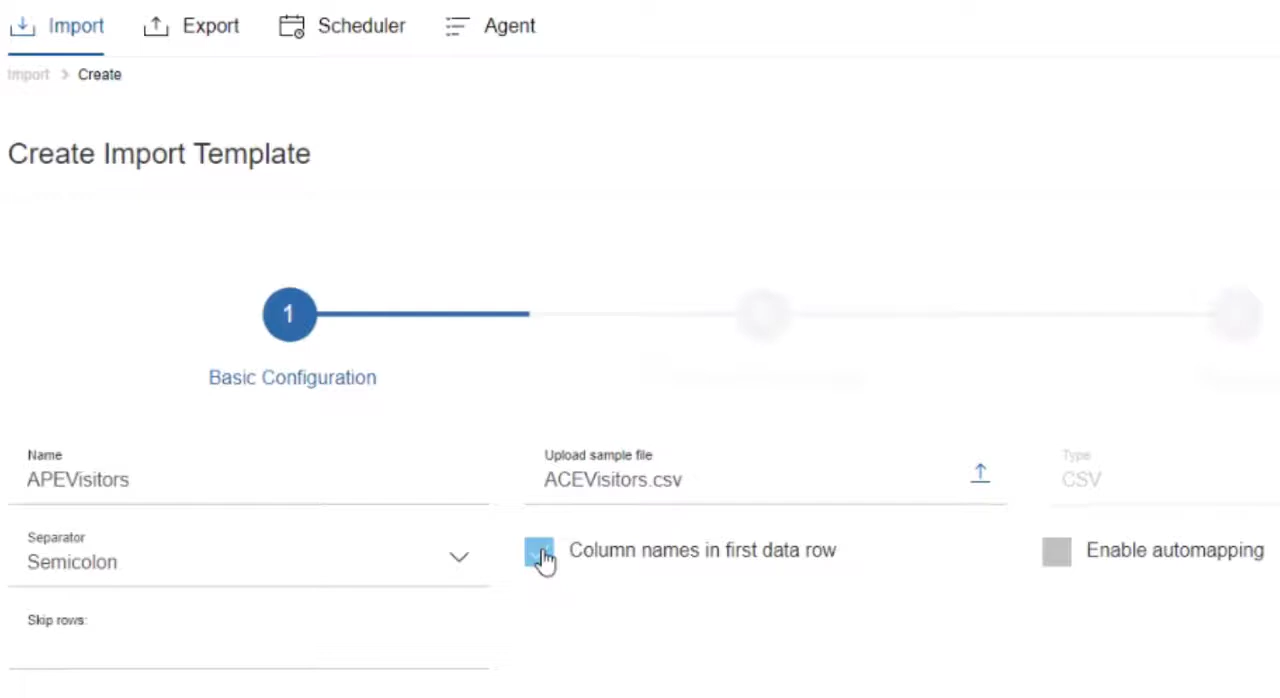 Import Export Scheduler Agent
Import > Create
Create Import Template
1
Basic Configuration
Name Upload sample file Type
APEVisitors ACEVisitors.csv CSV
Separator
Semicolon Column names in first data row Enable automapping
Skip rows: